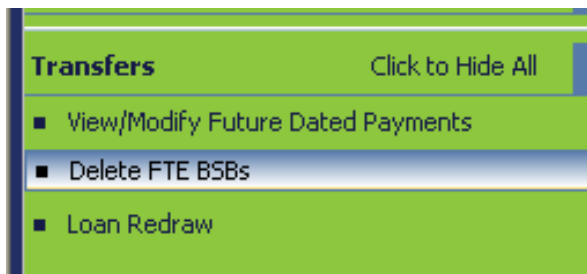 Transfers Click to Hide All
View/Modify Future Dated Payments
Delete FTE BSBs
Loan Redraw